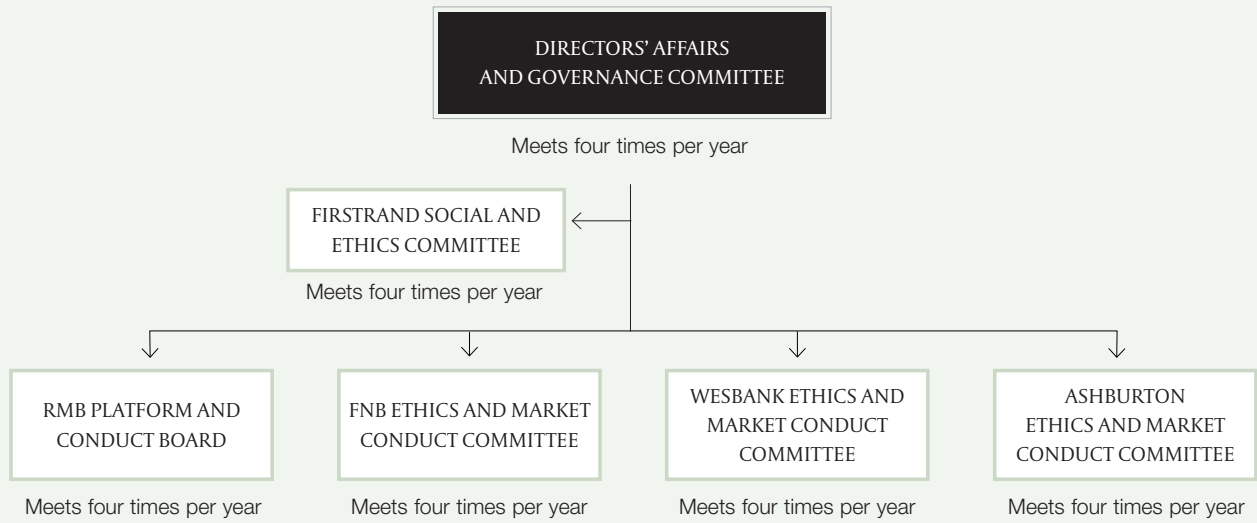 DIRECTORS’ AFFAIRS
AND GOVERNANCE COMMITTEE
Meets four times per year
FIRSTRAND SOCIAL AND
ETHICS COMMITTEE
Meets four times per year
RMB PLATFORM AND
CONDUCT BOARD
Meets four times per year
FNB ETHICS AND MARKET
CONDUCT COMMITTEE
Meets four times per year
WESBANK ETHICS AND
MARKET CONDUCT
COMMITTEE
Meets four times per year
ASHBURTON
ETHICS AND MARKET
CONDUCT COMMITTEE
Meets four times per year